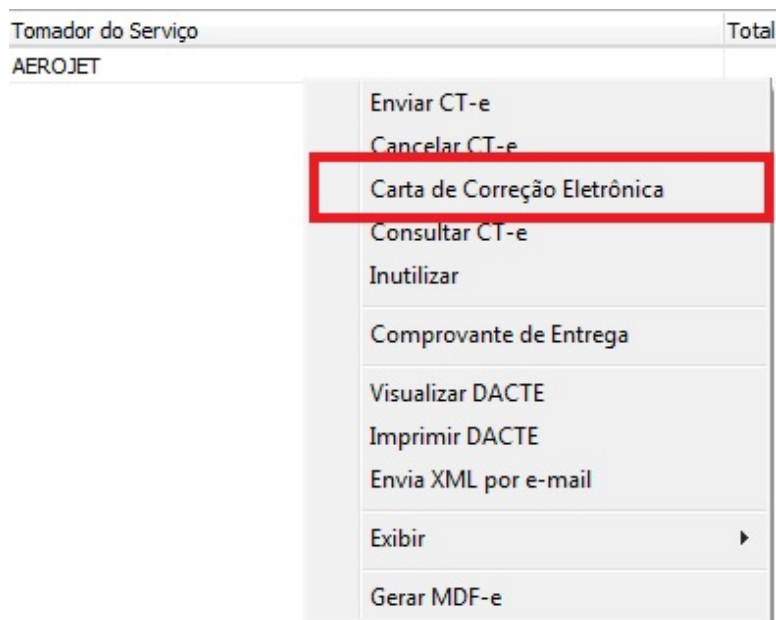 Tomador do Serviço Total
AEROJET
Enviar CT-e
Cancelar CT-e
Carta de Correção Eletrônica
Consultar CT-e
Inutilizar
Comprovante de Entrega
Visualizar DACTE
Imprimir DACTE
Envia XML por e-mail
Exibir
Gerar MDF-e